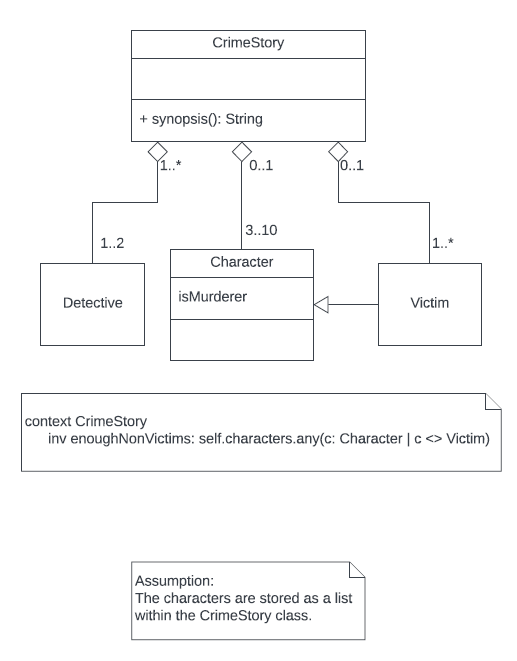 CrimeStory
+ synopsis(): String
1..*
0..1
0..1
1..2
3..10
1..*
Detective
Character
isMurderer
Victim
context CrimeStory
inv enoughNonVictims: self.characters.any(c: Character | c <> Victim)
Assumption:
The characters are stored as a list
within the CrimeStory class.